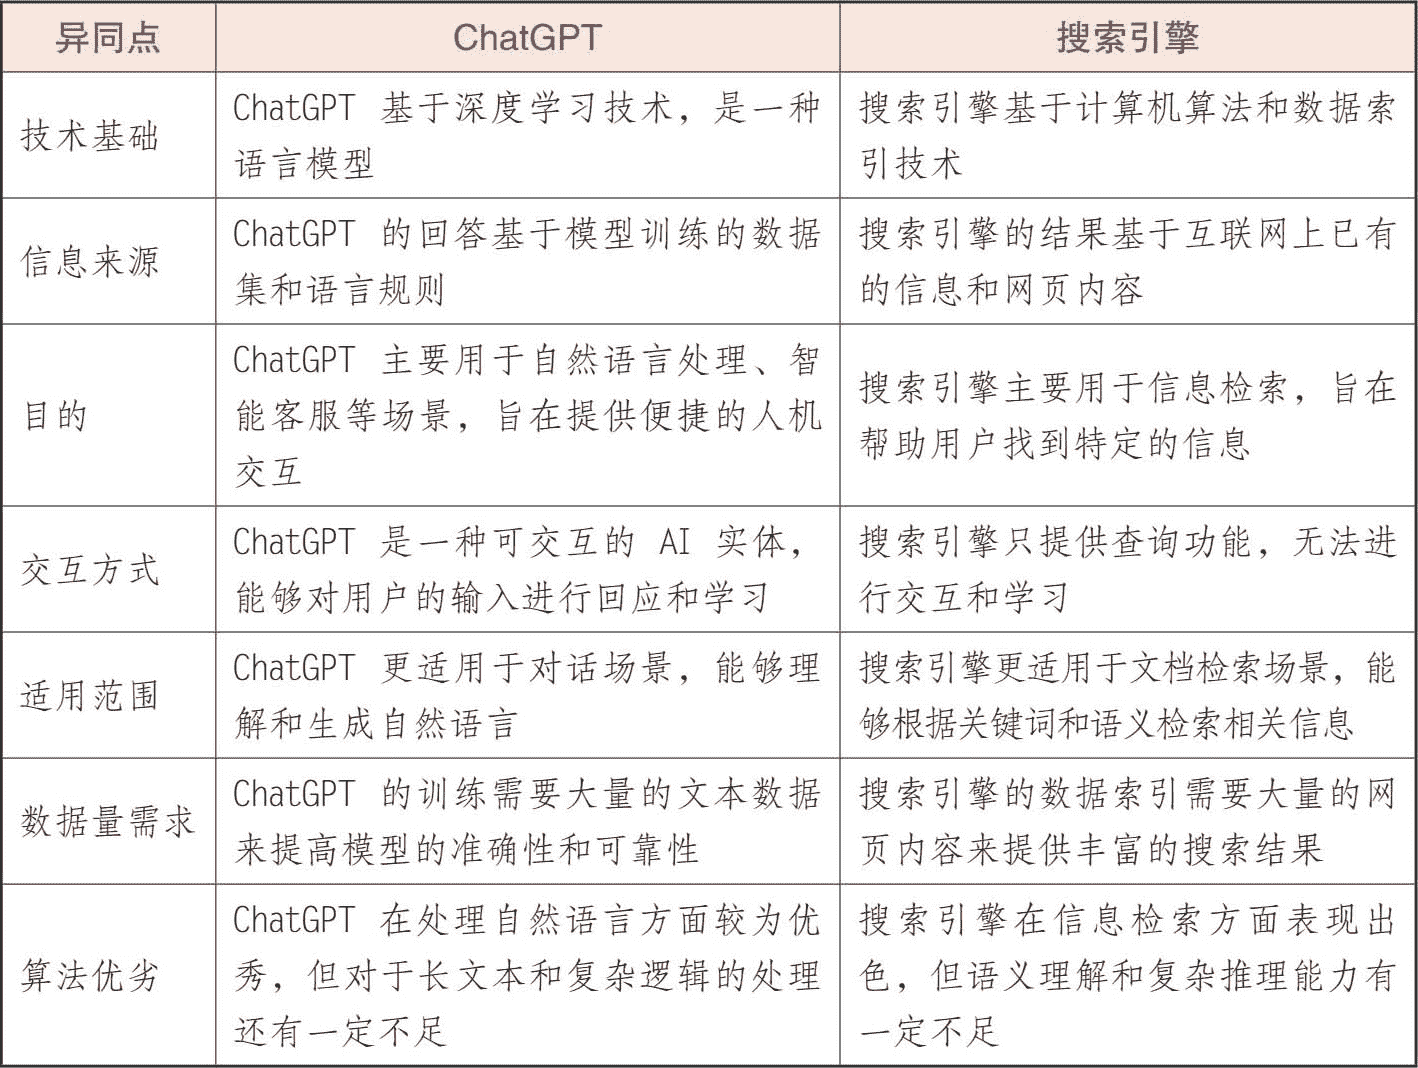 异同点 ChatGPT 搜索引擎
技术基础
ChatGPT 基于深度学习技术，是一种
语言模型
搜索引擎基于计算机算法和数据索
引技术
信息来源
ChatGPT 的回答基于模型训练的数据
集和语言规则
搜索引擎的结果基于互联网上已有
的信息和网页内容
目的
ChatGPT 主要用于自然语言处理、智
能客服等场景，旨在提供便捷的人机
交互
搜索引擎主要用于信息检索，旨在
帮助用户找到特定的信息
交互方式
ChatGPT 是一种可交互的 AI 实体，
能够对用户的输入进行回应和学习
搜索引擎只提供查询功能，无法进
行交互和学习
适用范围
ChatGPT 更适用于对话场景，能够理
解和生成自然语言
搜索引擎更适用于文档检索场景，能
够根据关键词和语义检索相关信息
数据量需求
ChatGPT 的训练需要大量的文本数据
来提高模型的准确性和可靠性
搜索引擎的数据索引需要大量的网
页内容来提供丰富的搜索结果
算法优劣
ChatGPT 在处理自然语言方面较为优
秀，但对于长文本和复杂逻辑的处理
还有一定不足
搜索引擎在信息检索方面表现出
色，但语义理解和复杂推理能力有
一定不足